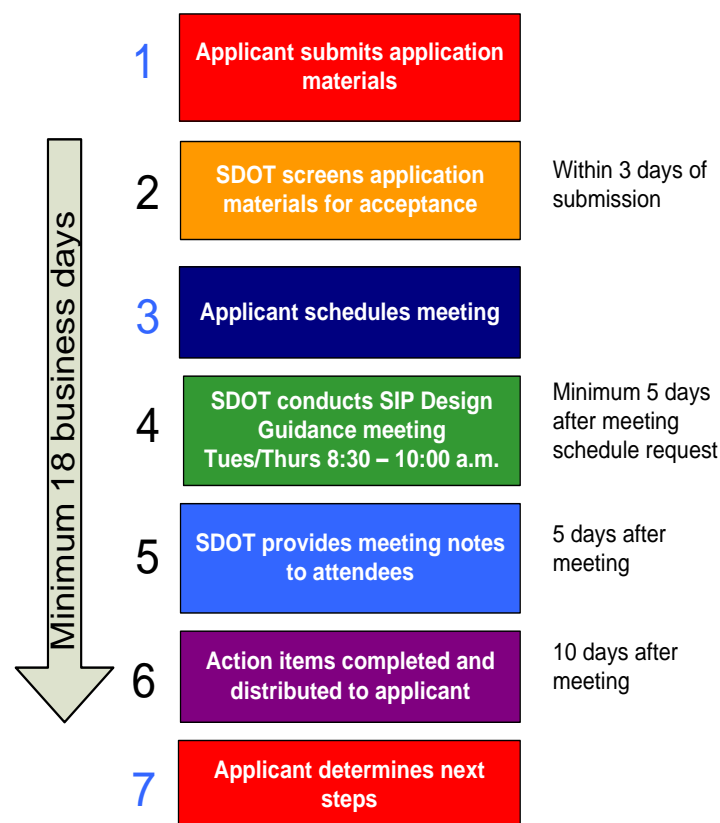 1
Applicant submits application
materials
Minimum 18 business days
2
SDOT screens application
materials for acceptance
Within 3 days of
submission
3
Applicant schedules meeting
4
SDOT conducts SIP Design
Guidance meeting
Tues/Thurs 8:30 – 10:00 a.m.
Minimum 5 days
after meeting
schedule request
5
SDOT provides meeting notes
to attendees
5 days after
meeting
6
Action items completed and
distributed to applicant
10 days after
meeting
7
Applicant determines next
steps